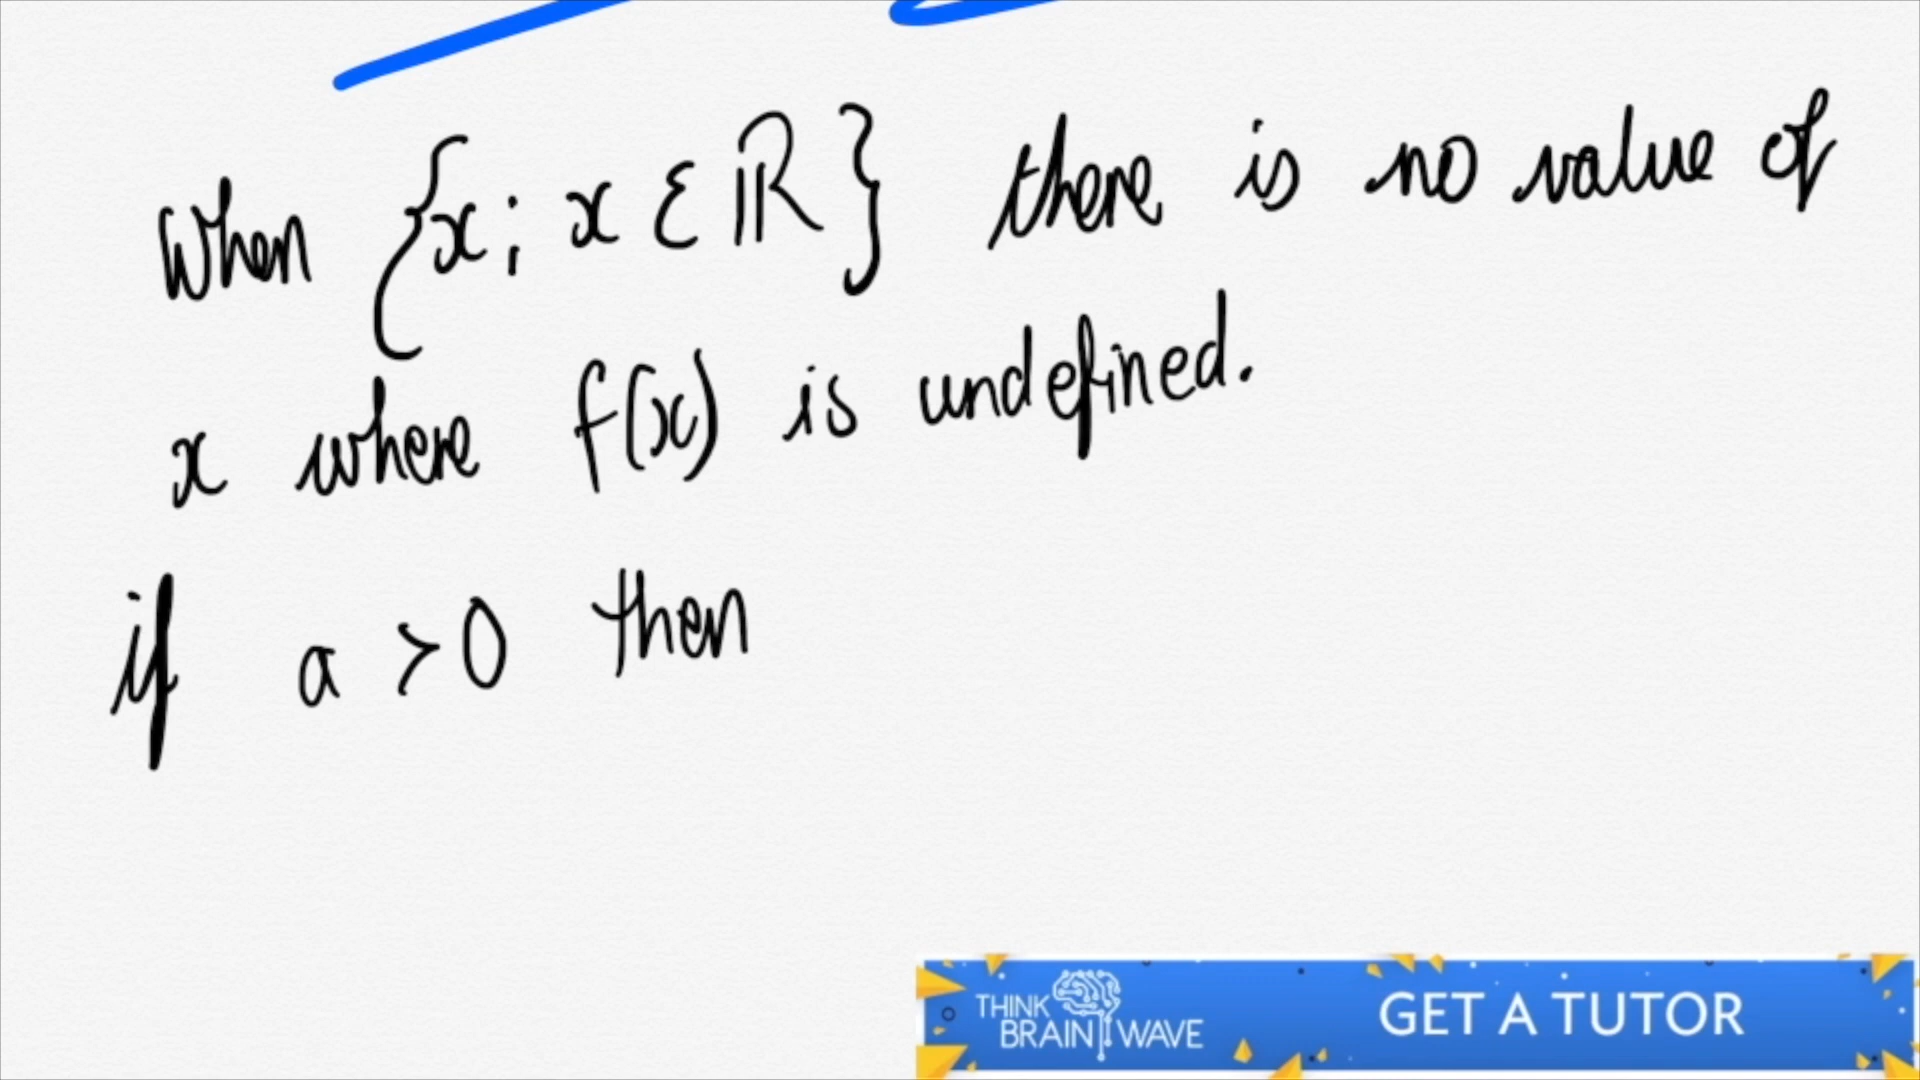 When {x; x ∈ ℝ} there is no value of
x where f(x) is undefined.
if a > 0 then
THINK BRAIN WAVE
GET A TUTOR